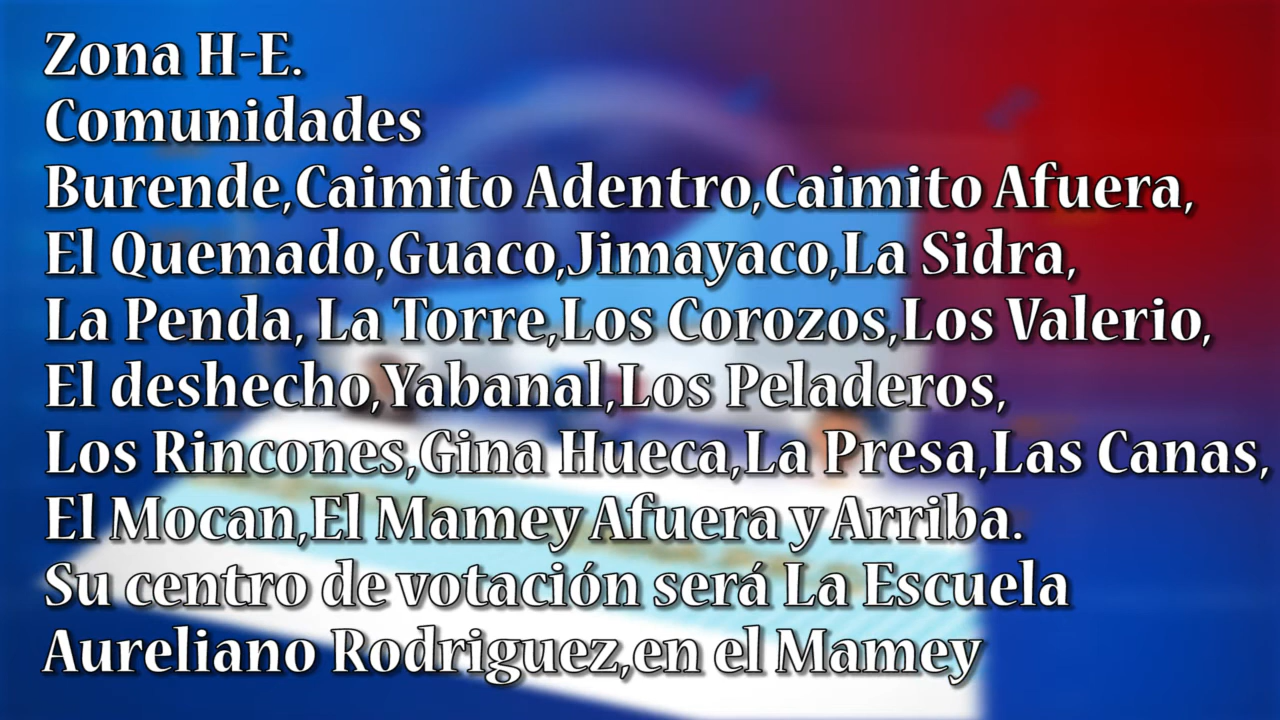 Zona H-E.
Comunidades
Burende,Caimito Adentro,Caimito Afuera,
El Quemado,Guaco,Jimayaco,La Sidra,
La Penda, La Torre,Los Corozos,Los Valerio,
El deshecho,Yabanal,Los Peladeros,
Los Rincones,Gina Hueca,La Presa,Las Canas,
El Mocan,El Mamey Afuera y Arriba.
Su centro de votación será La Escuela
Aureliano Rodriguez,en el Mamey